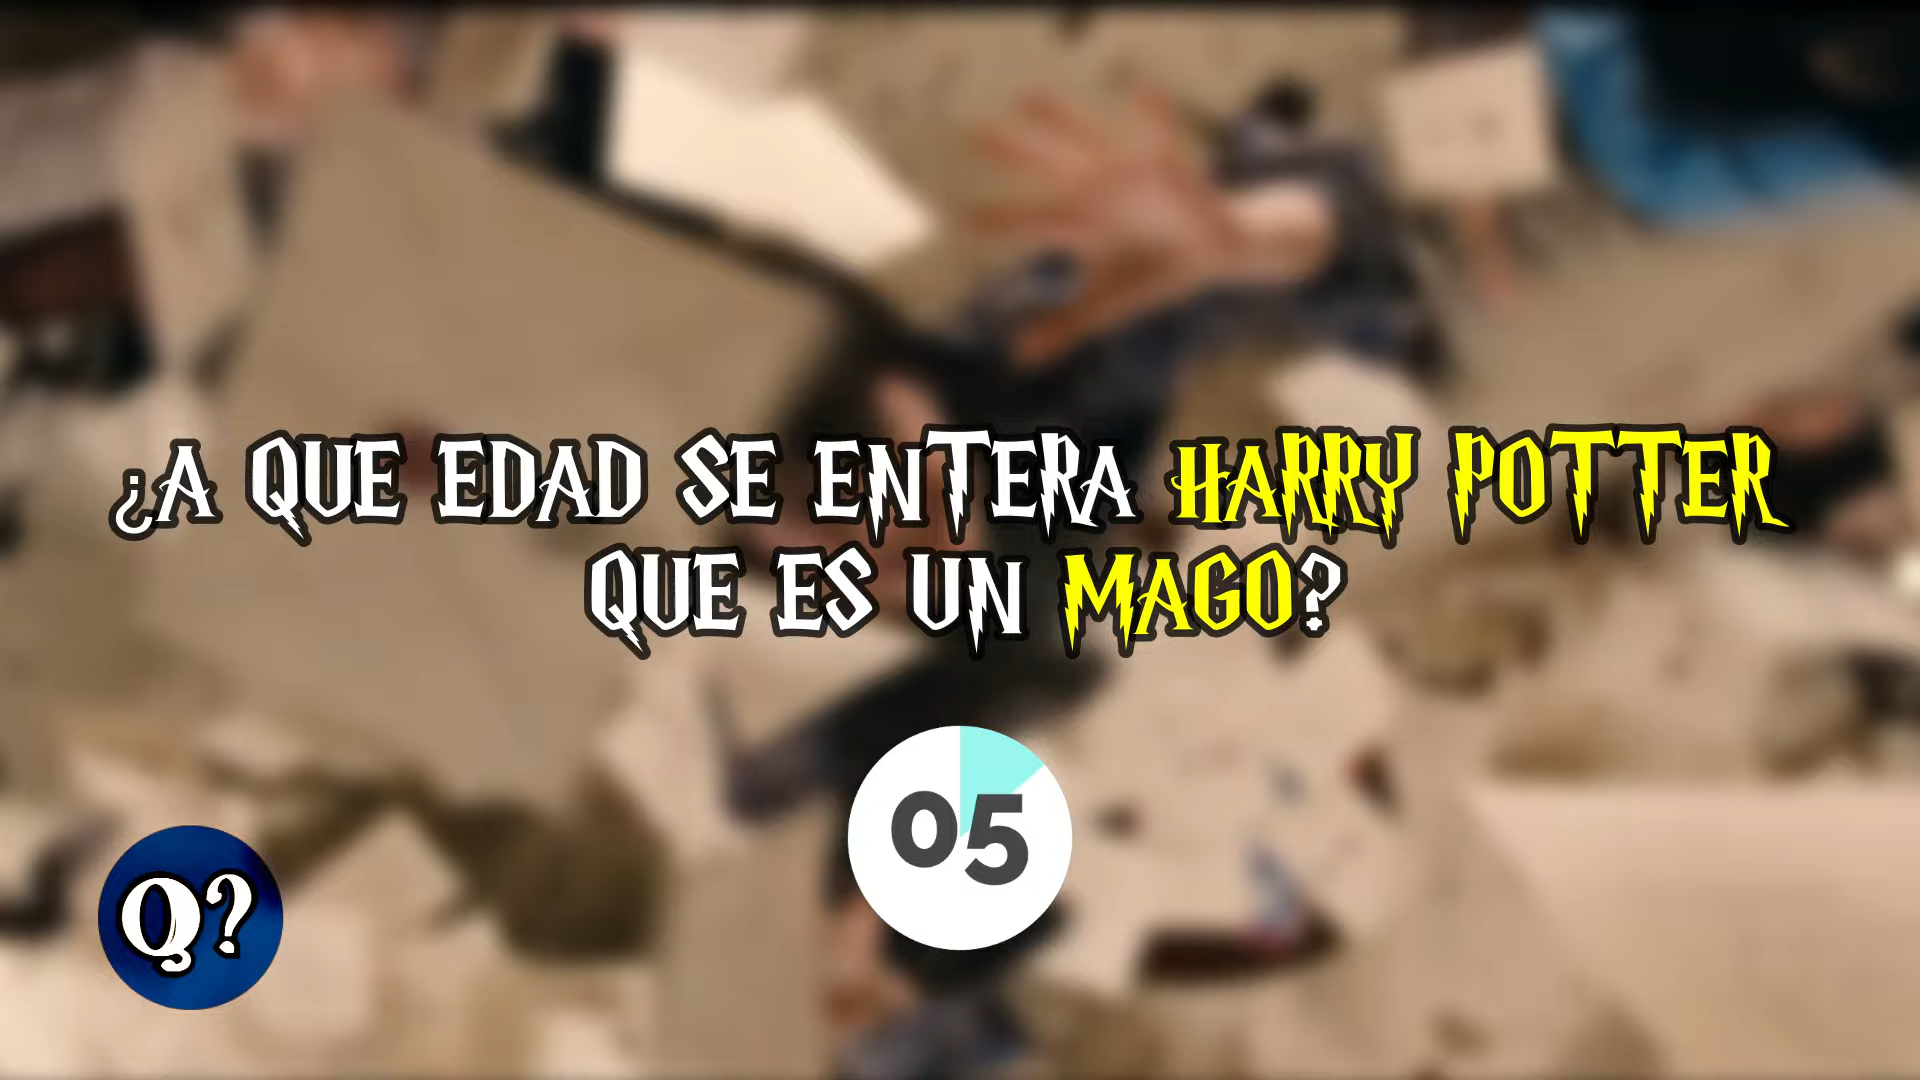 ¿A QUE EDAD SE ENTERA HARRY POTTER
QUE ES UN MAGO?
05
Q?